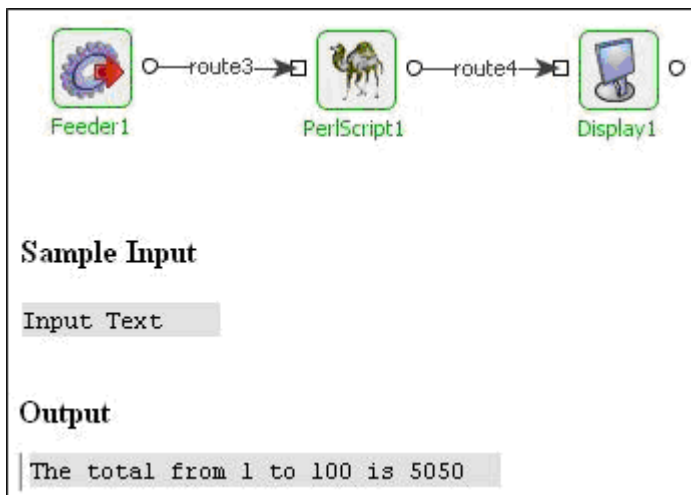 route3 route4
Feeder1 PerlScript1 Display1
Sample Input
Input Text
Output
The total from 1 to 100 is 5050